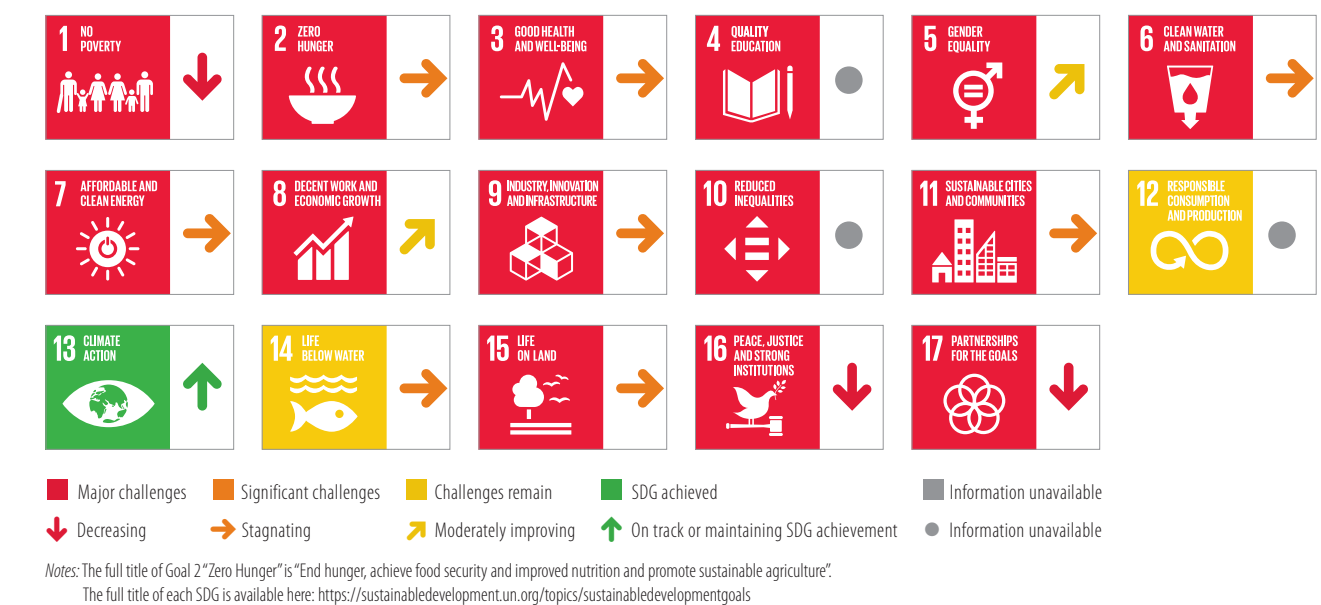 1 NO
POVERTY
2 ZERO
HUNGER
3 GOOD HEALTH
AND WELL-BEING
4 QUALITY
EDUCATION
5 GENDER
EQUALITY
6 CLEAN WATER
AND SANITATION
7 AFFORDABLE AND
CLEAN ENERGY
8 DECENT WORK AND
ECONOMIC GROWTH
9 INDUSTRY, INNOVATION
AND INFRASTRUCTURE
10 REDUCED
INEQUALITIES
11 SUSTAINABLE CITIES
AND COMMUNITIES
12 RESPONSIBLE
CONSUMPTION
AND PRODUCTION
13 CLIMATE
ACTION
14 LIFE
BELOW WATER
15 LIFE
ON LAND
16 PEACE, JUSTICE
AND STRONG
INSTITUTIONS
17 PARTNERSHIPS
FOR THE GOALS
Major challenges Significant challenges Challenges remain SDG achieved Information unavailable
Decreasing Stagnating Moderately improving On track or maintaining SDG achievement Information unavailable
Notes: The full title of Goal 2 “Zero Hunger” is “End hunger, achieve food security and improved nutrition and promote sustainable agriculture”.
The full title of each SDG is available here: https://sustainabledevelopment.un.org/topics/sustainabledevelopmentgoals